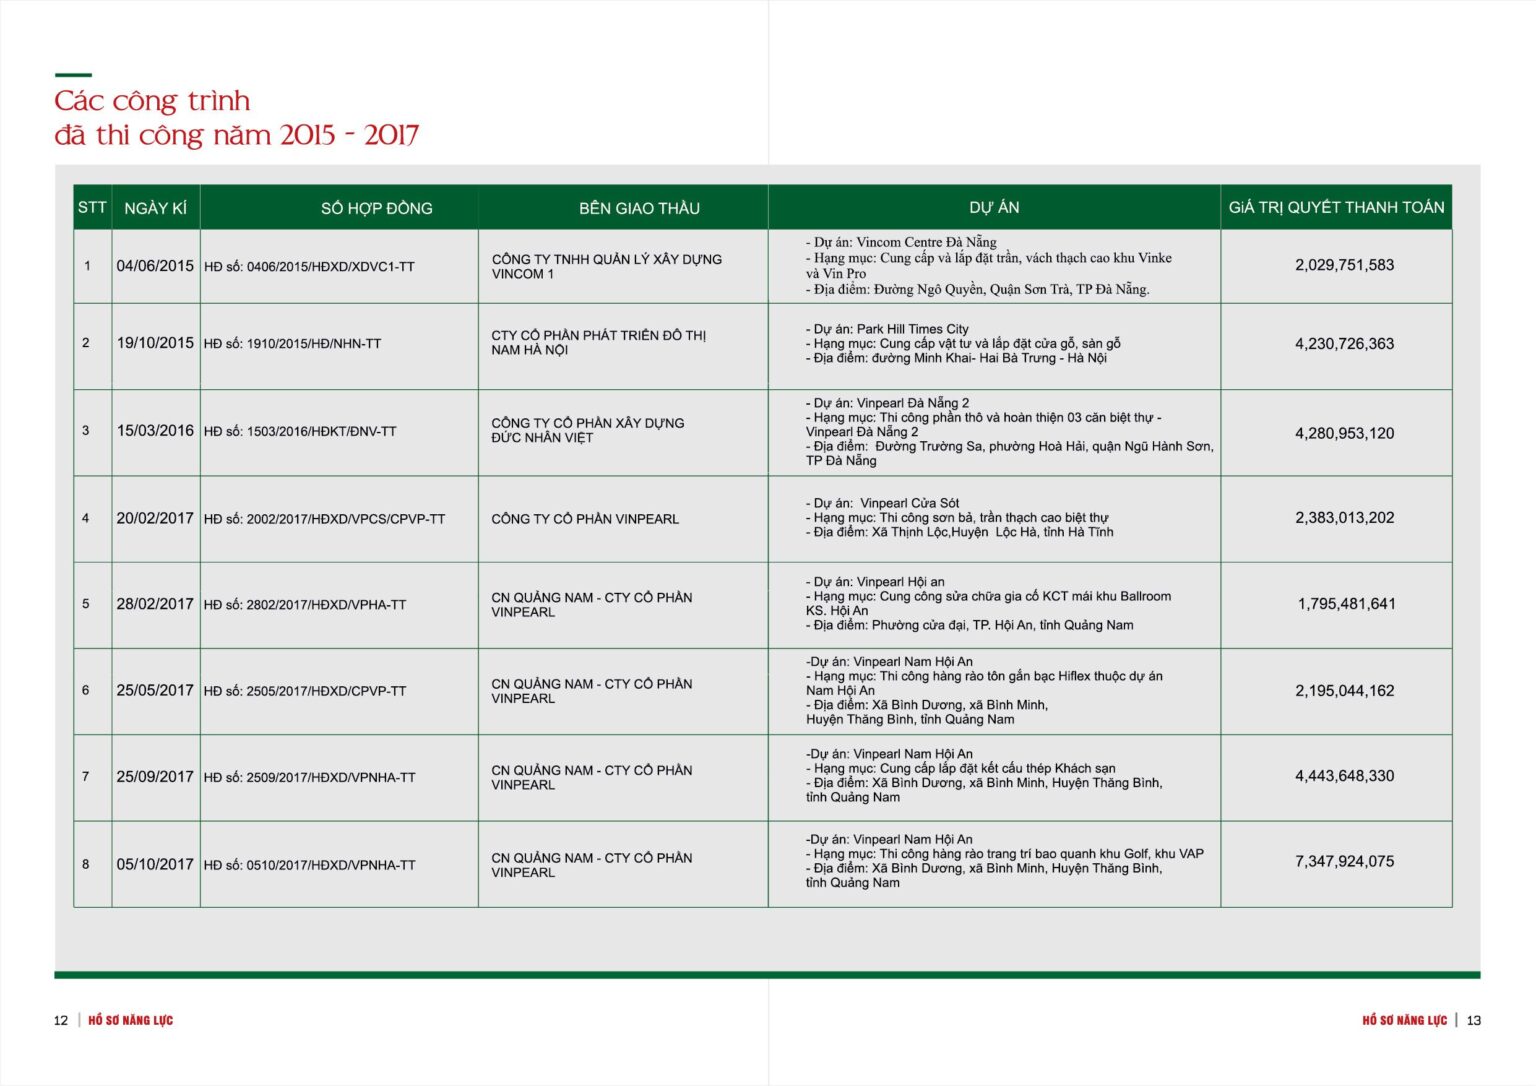 Các công trình
đã thi công năm 2015 - 2017
STT
NGÀY KÍ
SỐ HỢP ĐỒNG
BÊN GIAO THẦU
DỰ ÁN
GiÁ TRỊ QUYẾT THANH TOÁN
1
04/06/2015
HĐ số: 0406/2015/HĐXD/XDVC1-TT
CÔNG TY TNHH QUẢN LÝ XÂY DỰNG
VINCOM 1
- Dự án: Vincom Centre Đà Nẵng
- Hạng mục: Cung cấp và lắp đặt trần, vách thạch cao khu Vinke
và Vin Pro
- Địa điểm: Đường Ngô Quyền, Quận Sơn Trà, TP Đà Nẵng.
2,029,751,583
2
19/10/2015
HĐ số: 1910/2015/HĐ/NHN-TT
CTY CỔ PHẦN PHÁT TRIỂN ĐÔ THỊ
NAM HÀ NỘI
- Dự án: Park Hill Times City
- Hạng mục: Cung cấp vật tư và lắp đặt cửa gỗ, sàn gỗ
- Địa điểm: đường Minh Khai- Hai Bà Trưng - Hà Nội
4,230,726,363
3
15/03/2016
HĐ số: 1503/2016/HĐKT/ĐNV-TT
CÔNG TY CỔ PHẦN XÂY DỰNG
ĐỨC NHÂN VIỆT
- Dự án: Vinpearl Đà Nẵng 2
- Hạng mục: Thi công phần thô và hoàn thiện 03 căn biệt thự -
Vinpearl Đà Nẵng 2
- Địa điểm:  Đường Trường Sa, phường Hoà Hải, quận Ngũ Hành Sơn,
TP Đà Nẵng
4,280,953,120
4
20/02/2017
HĐ số: 2002/2017/HĐXD/VPCS/CPVP-TT
CÔNG TY CỔ PHẦN VINPEARL
- Dự án:  Vinpearl Cửa Sót
- Hạng mục: Thi công sơn bả, trần thạch cao biệt thự
- Địa điểm: Xã Thịnh Lộc,Huyện  Lộc Hà, tỉnh Hà Tĩnh
2,383,013,202
5
28/02/2017
HĐ số: 2802/2017/HĐXD/VPHA-TT
CN QUẢNG NAM - CTY CỔ PHẦN
VINPEARL
- Dự án: Vinpearl Hội an
- Hạng mục: Cung công sửa chữa gia cố KCT mái khu Ballroom
KS. Hội An
- Địa điểm: Phường cửa đại, TP. Hội An, tỉnh Quảng Nam
1,795,481,641
6
25/05/2017
HĐ số: 2505/2017/HĐXD/CPVP-TT
CN QUẢNG NAM - CTY CỔ PHẦN
VINPEARL
-Dự án: Vinpearl Nam Hội An
- Hạng mục: Thi công hàng rào tôn gắn bạc Hiflex thuộc dự án
Nam Hội An
- Địa điểm: Xã Bình Dương, xã Bình Minh,
Huyện Thăng Bình, tỉnh Quảng Nam
2,195,044,162
7
25/09/2017
HĐ số: 2509/2017/HĐXD/VPNHA-TT
CN QUẢNG NAM - CTY CỔ PHẦN
VINPEARL
-Dự án: Vinpearl Nam Hội An
- Hạng mục: Cung cấp lắp đặt kết cấu thép Khách sạn
- Địa điểm: Xã Bình Dương, xã Bình Minh, Huyện Thăng Bình,
tỉnh Quảng Nam
4,443,648,330
8
05/10/2017
HĐ số: 0510/2017/HĐXD/VPNHA-TT
CN QUẢNG NAM - CTY CỔ PHẦN
VINPEARL
-Dự án: Vinpearl Nam Hội An
- Hạng mục: Thi công hàng rào trang trí bao quanh khu Golf, khu VAP
- Địa điểm: Xã Bình Dương, xã Bình Minh, Huyện Thăng Bình,
tỉnh Quảng Nam
7,347,924,075
12 | HỒ SƠ NĂNG LỰC
HỒ SƠ NĂNG LỰC | 13